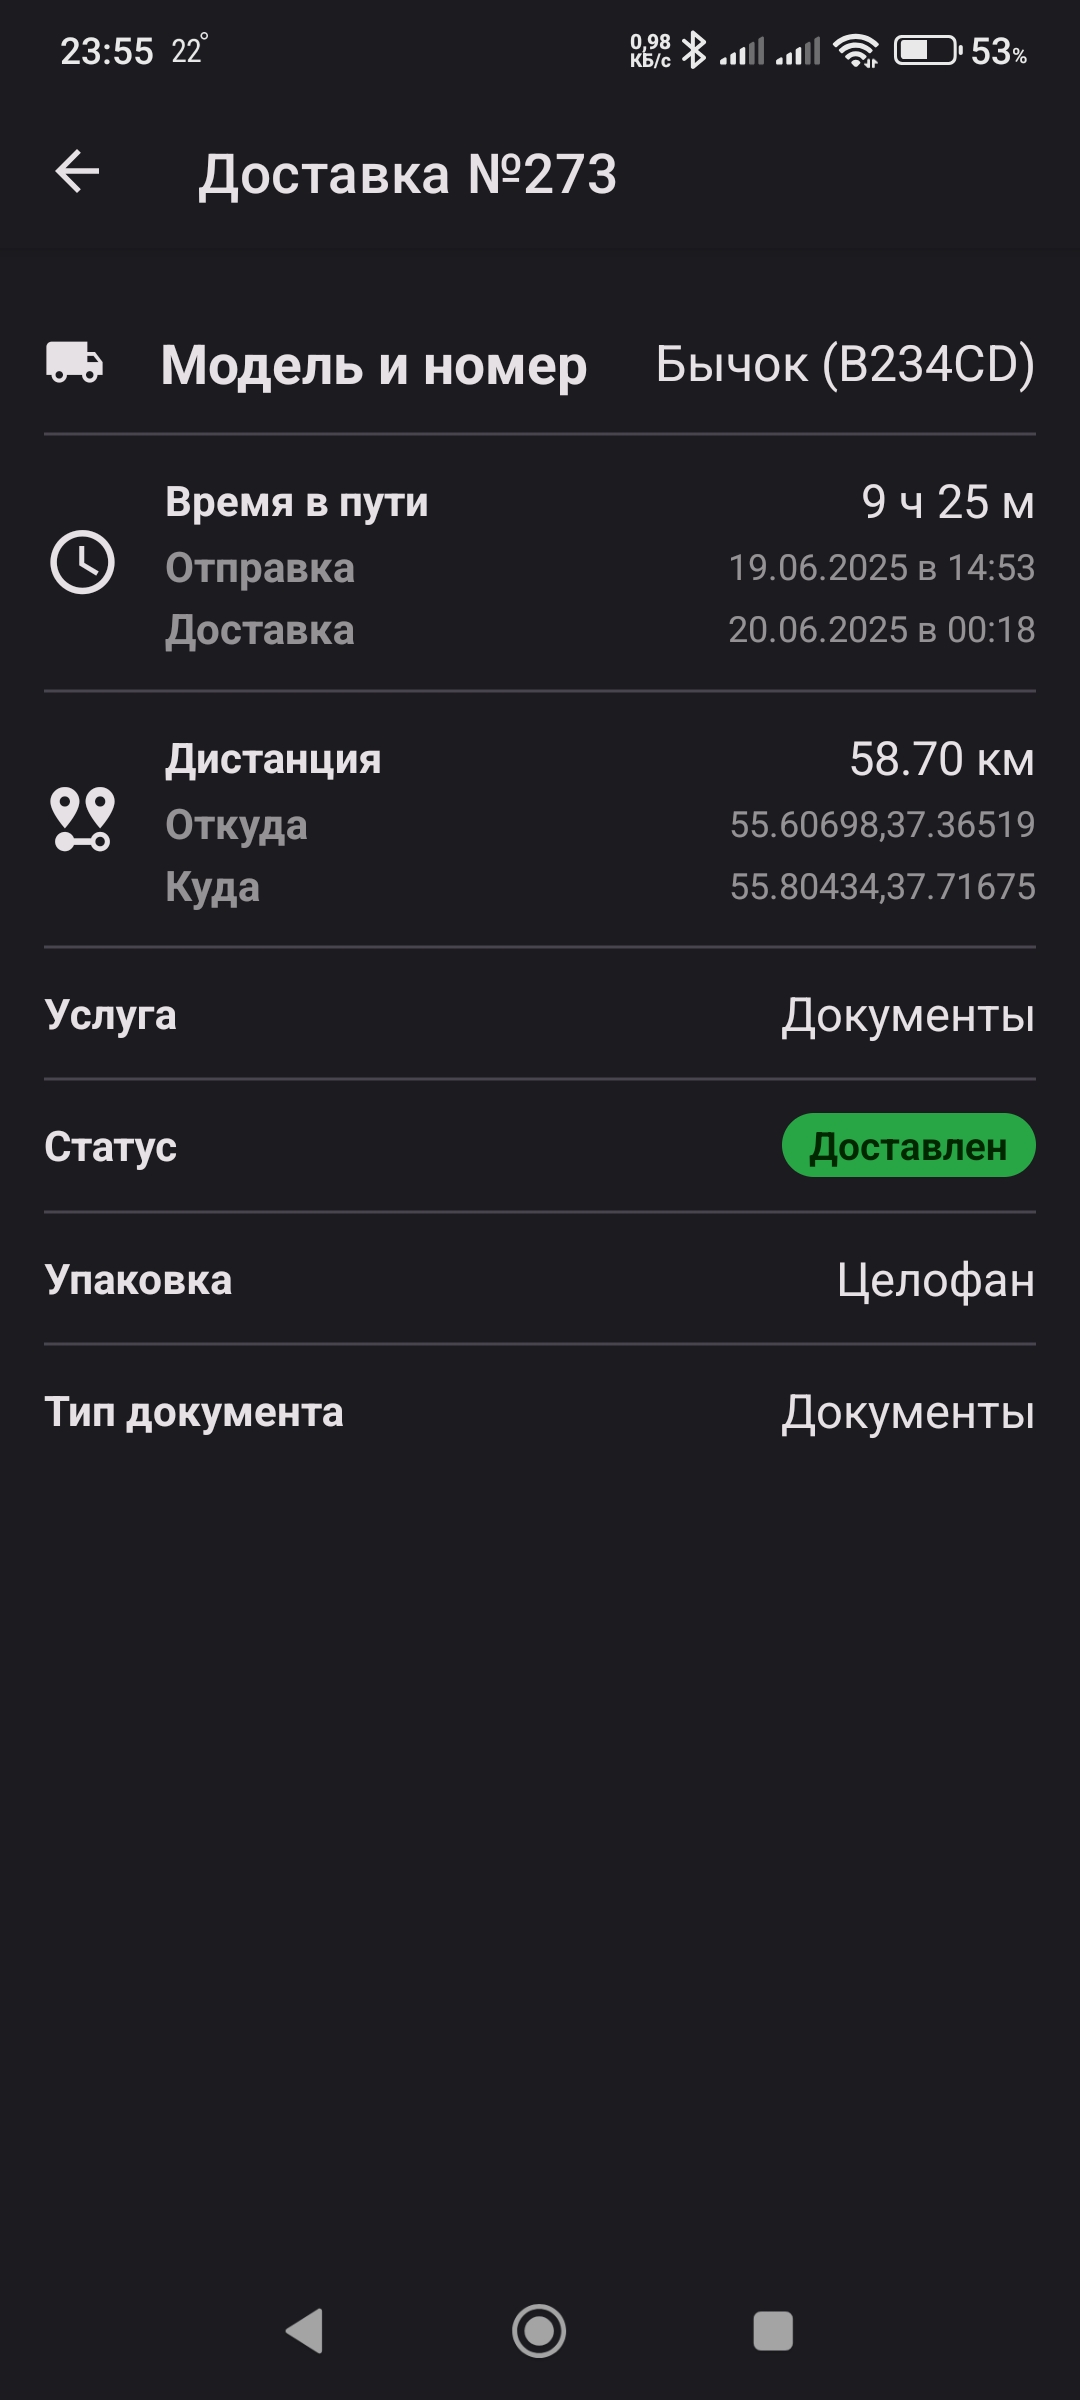 23:55 22° 0,98 КБ/с 53%
Доставка №273
Модель и номер Бычок (B234CD)
Время в пути 9 ч 25 м
Отправка 19.06.2025 в 14:53
Доставка 20.06.2025 в 00:18
Дистанция 58.70 км
Откуда 55.60698,37.36519
Куда 55.80434,37.71675
Услуга Документы
Статус Доставлен
Упаковка Целофан
Тип документа Документы